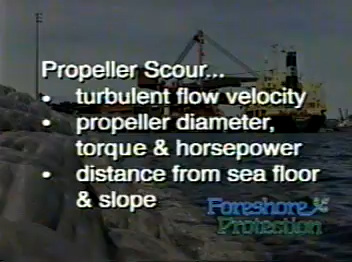 Propeller Scour...
• turbulent flow velocity
• propeller diameter,
torque & horsepower
• distance from sea floor
& slope
Foreshore
Protection